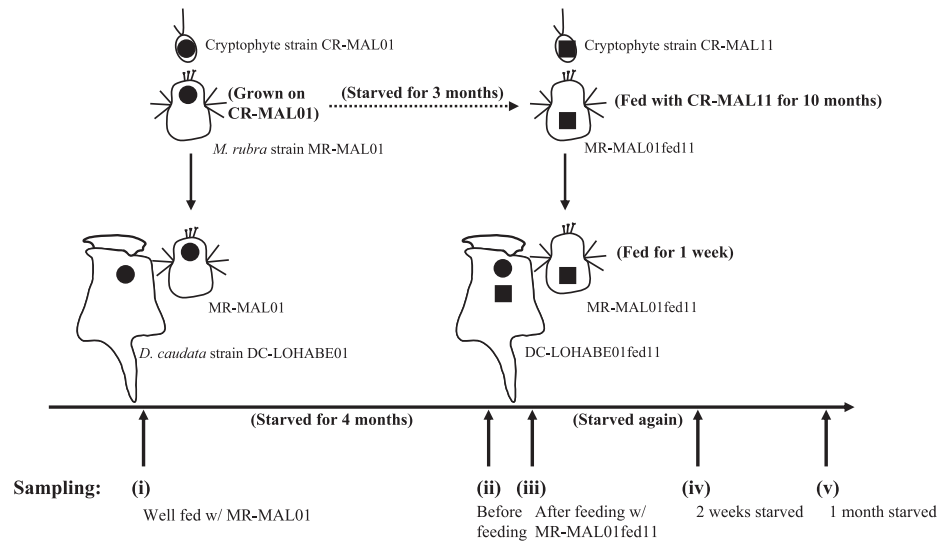 Cryptophyte strain CR-MAL01
Cryptophyte strain CR-MAL11
(Grown on
CR-MAL01)
(Starved for 3 months)
(Fed with CR-MAL11 for 10 months)
M. rubra strain MR-MAL01
MR-MAL01fed11
(Fed for 1 week)
MR-MAL01
MR-MAL01fed11
D. caudata strain DC-LOHABE01
DC-LOHABE01fed11
(Starved for 4 months)
(Starved again)
Sampling: (i) (ii) (iii) (iv) (v)
Well fed w/ MR-MAL01
Before
feeding
After feeding w/
MR-MAL01fed11
2 weeks starved
1 month starved